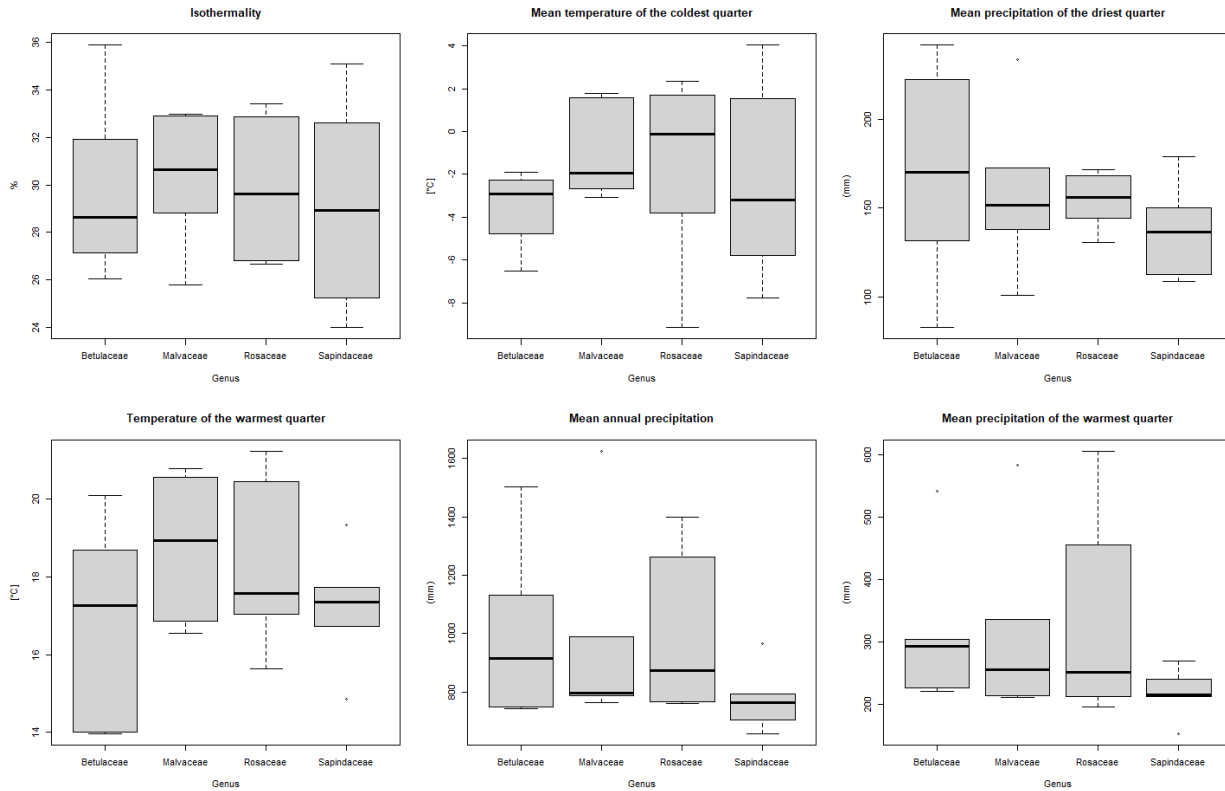 Isothermality
%
36
34
32
30
28
26
24
Betulaceae Malvaceae Rosaceae Sapindaceae
Genus
Mean temperature of the coldest quarter
[°C]
4
2
0
-2
-4
-6
-8
Betulaceae Malvaceae Rosaceae Sapindaceae
Genus
Mean precipitation of the driest quarter
(mm)
200
150
100
Betulaceae Malvaceae Rosaceae Sapindaceae
Genus
Temperature of the warmest quarter
[°C]
20
18
16
14
Betulaceae Malvaceae Rosaceae Sapindaceae
Genus
Mean annual precipitation
(mm)
1600
1400
1200
1000
800
Betulaceae Malvaceae Rosaceae Sapindaceae
Genus
Mean precipitation of the warmest quarter
(mm)
600
500
400
300
200
Betulaceae Malvaceae Rosaceae Sapindaceae
Genus